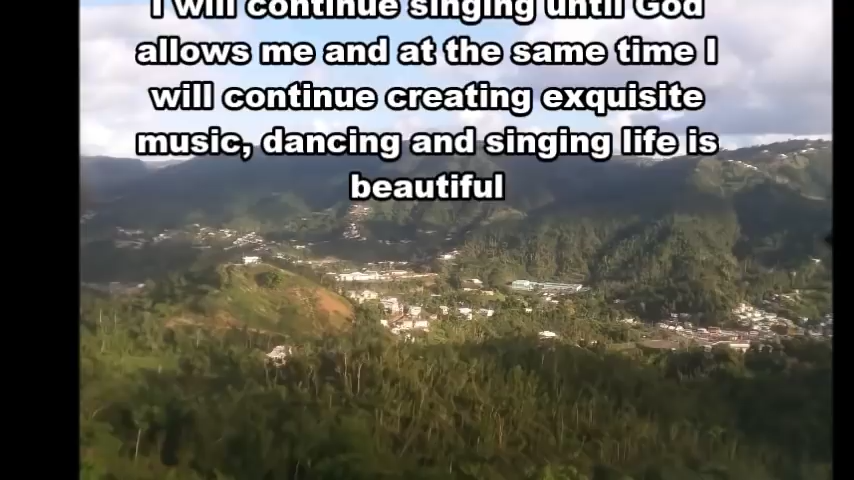 I will continue singing until God
allows me and at the same time I
will continue creating exquisite
music, dancing and singing life is
beautiful